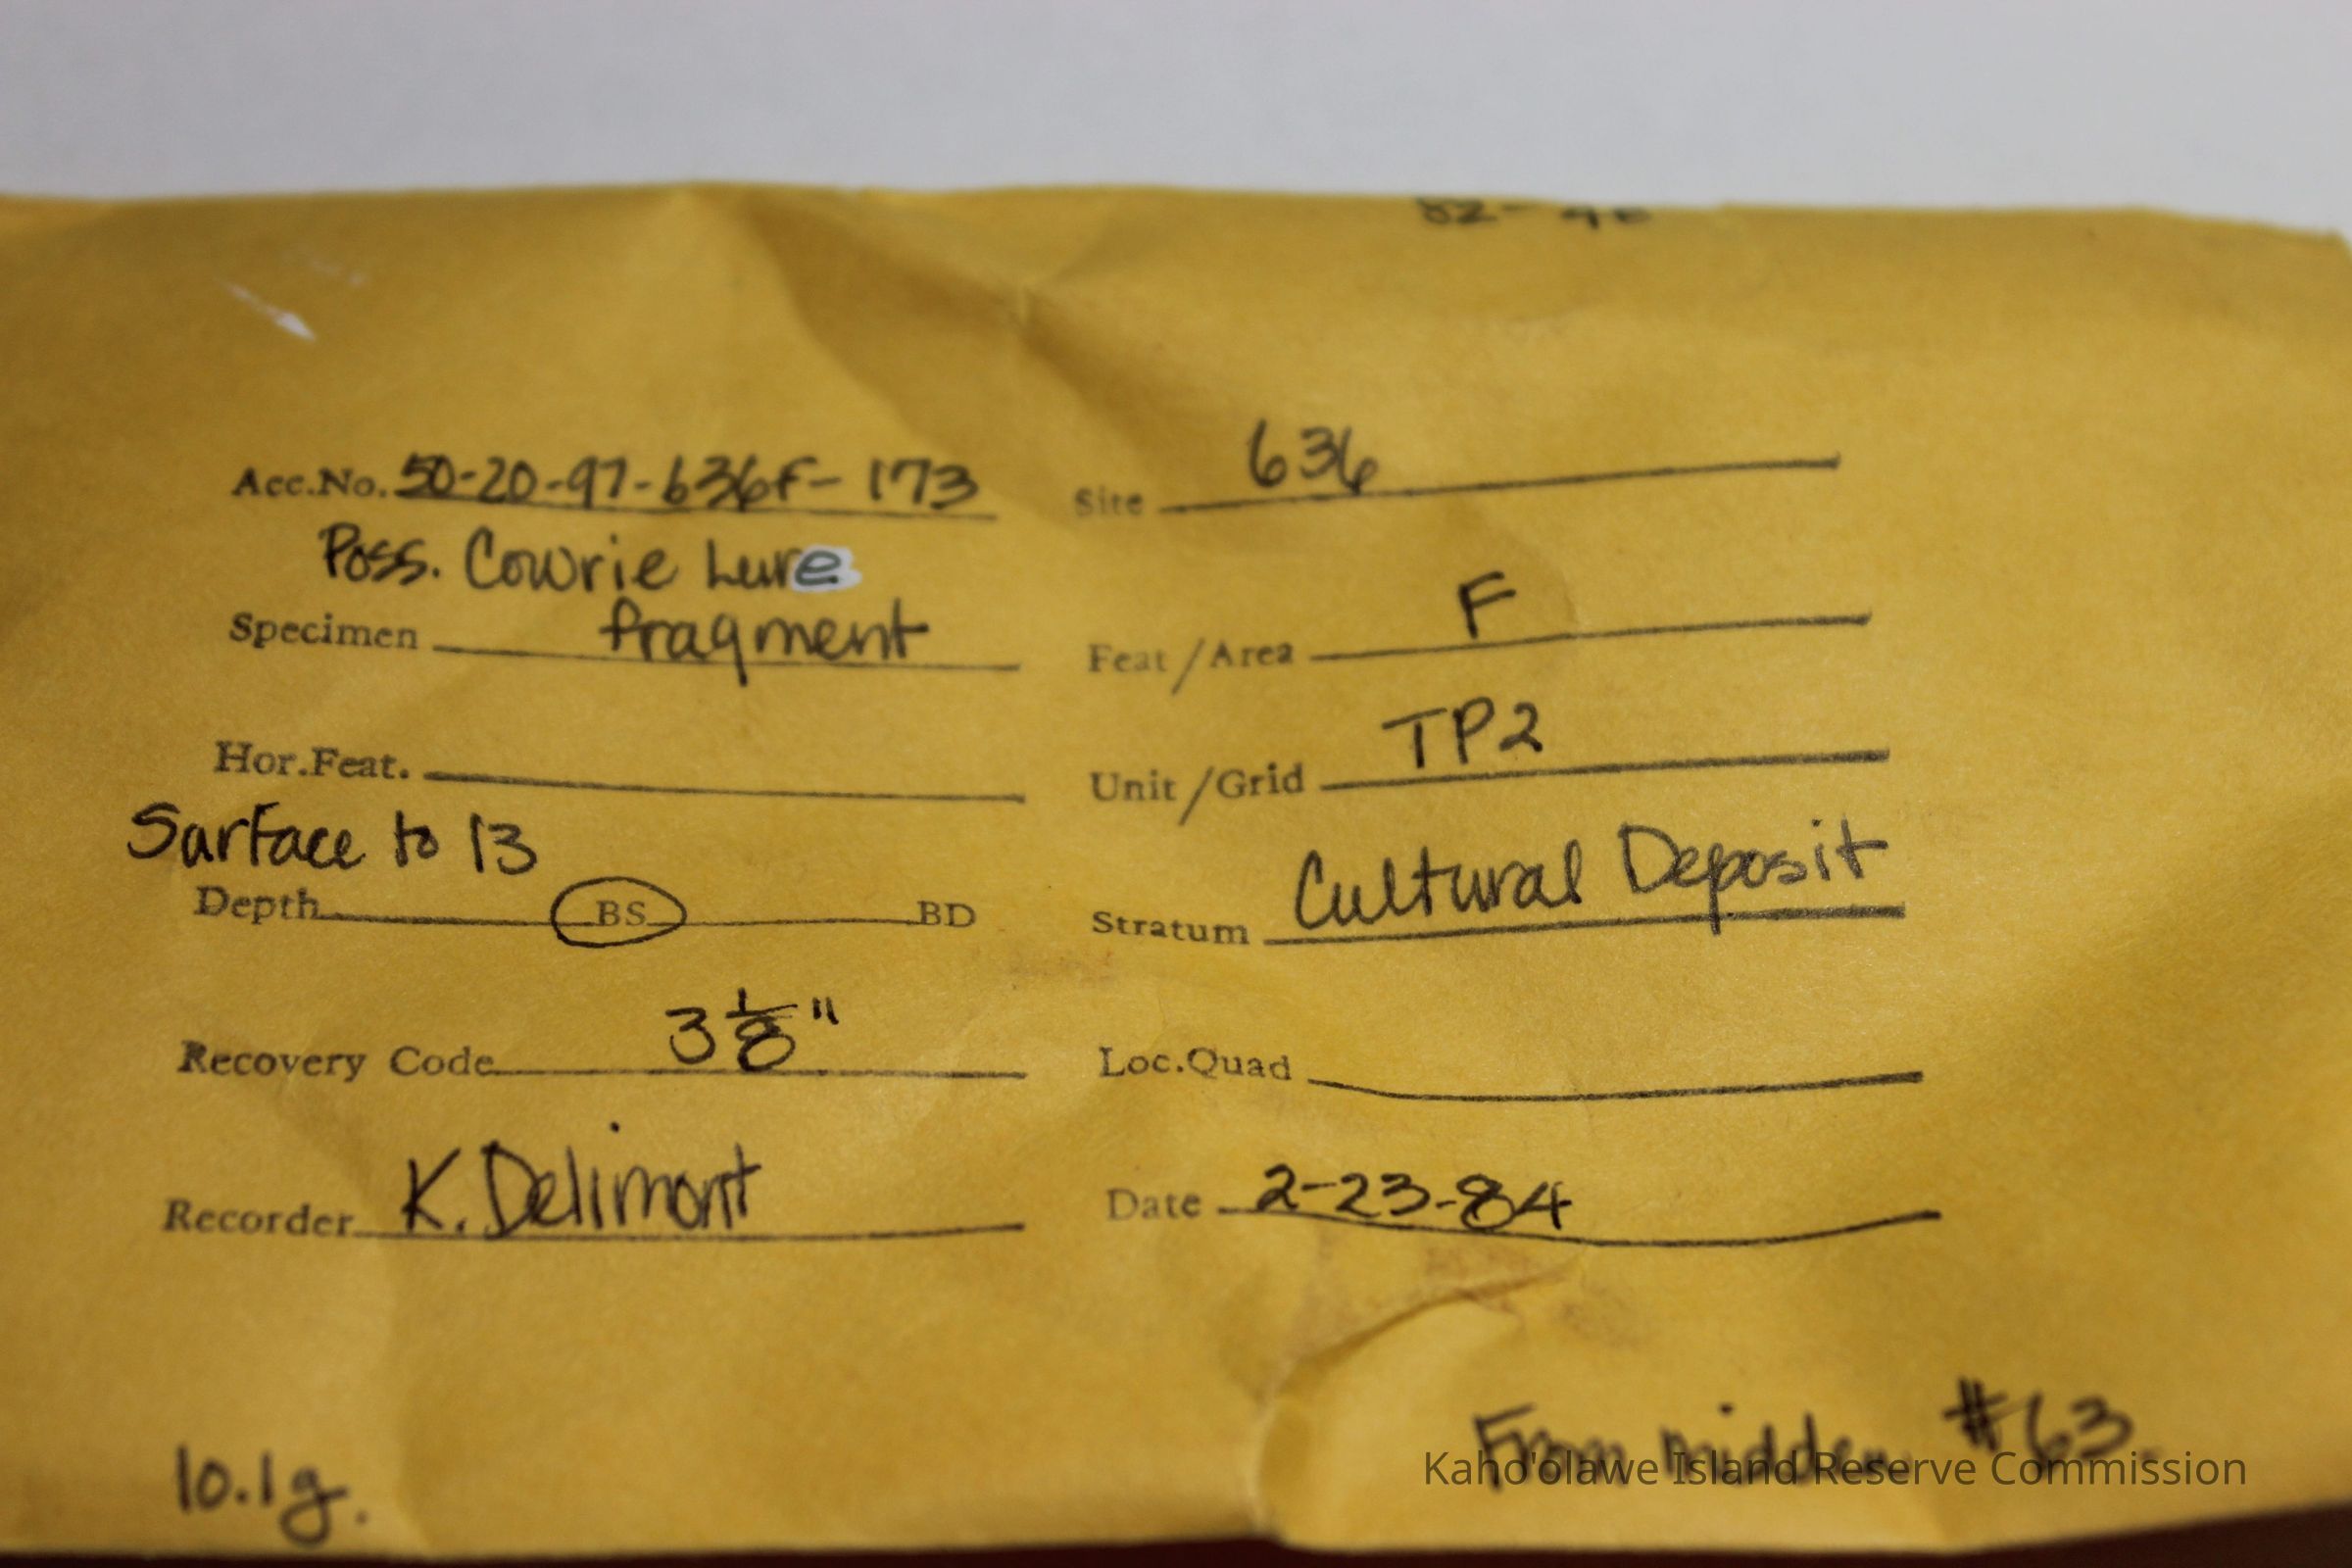 Acc.No. 50-20-97-636F-173 Site 636
Poss. Cowrie Lure
Specimen fragment Feat/Area F
Hor.Feat. Unit/Grid TP2
Surface to 13
Depth BS BD Stratum Cultural Deposit
Recovery Code 3 1/8" Loc.Quad
Recorder K. Delimont Date 2-23-84
From midden #63
10.1g.
Kaho'olawe Island Reserve Commission